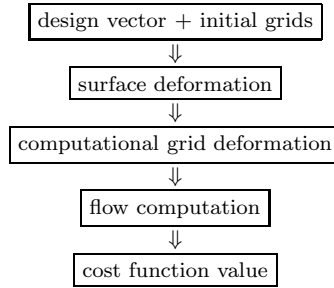 design vector + initial grids
⇓
surface deformation
⇓
computational grid deformation
⇓
flow computation
⇓
cost function value